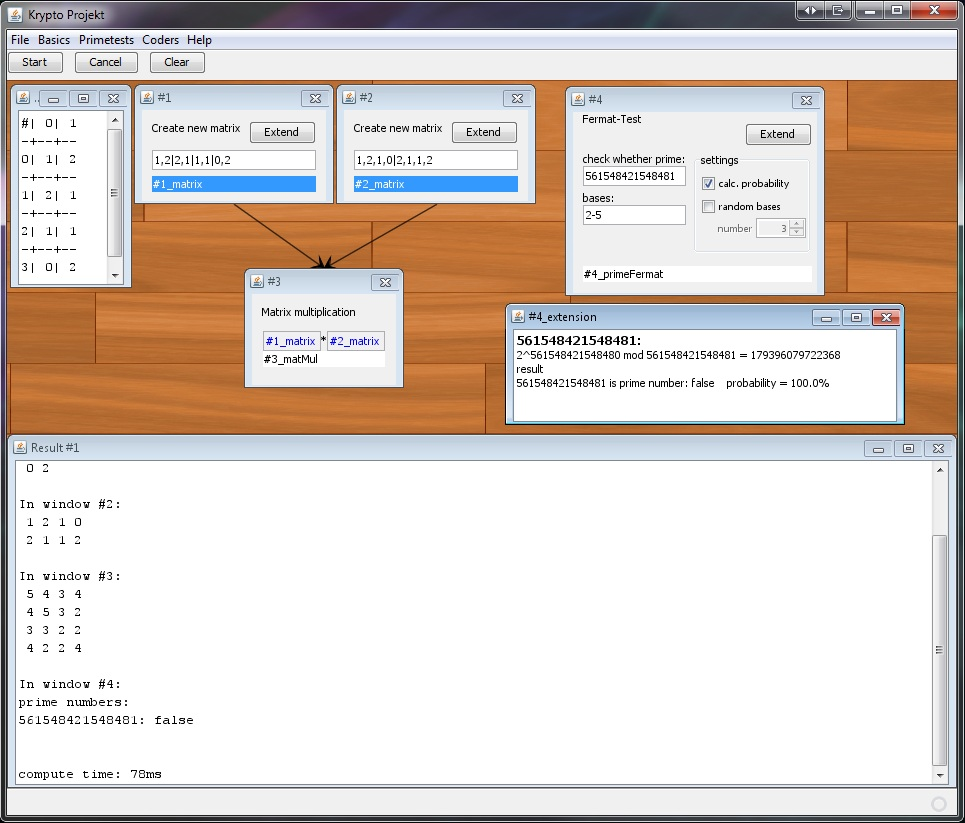 Krypto Projekt
File Basics Primetests Coders Help
Start Cancel Clear
..
#| 0| 1
-+--+--
0| 1| 2
-+--+--
1| 2| 1
-+--+--
2| 1| 1
-+--+--
3| 0| 2
#1
Create new matrix Extend
1,2|2,1|1,1|0,2
#1_matrix
#2
Create new matrix Extend
1,2,1,0|2,1,1,2
#2_matrix
#3
Matrix multiplication
#1_matrix * #2_matrix
#3_matMul
#4
Fermat-Test
Extend
check whether prime:
561548421548481
bases:
2-5
settings
calc. probability
random bases
number 3
#4_primeFermat
#4_extension
561548421548481:
2^561548421548480 mod 561548421548481 = 179396079722368
result
561548421548481 is prime number: false probability = 100.0%
Result #1
0 2
In window #2:
1 2 1 0
2 1 1 2
In window #3:
5 4 3 4
4 5 3 2
3 3 2 2
4 2 2 4
In window #4:
prime numbers:
561548421548481: false
compute time: 78ms